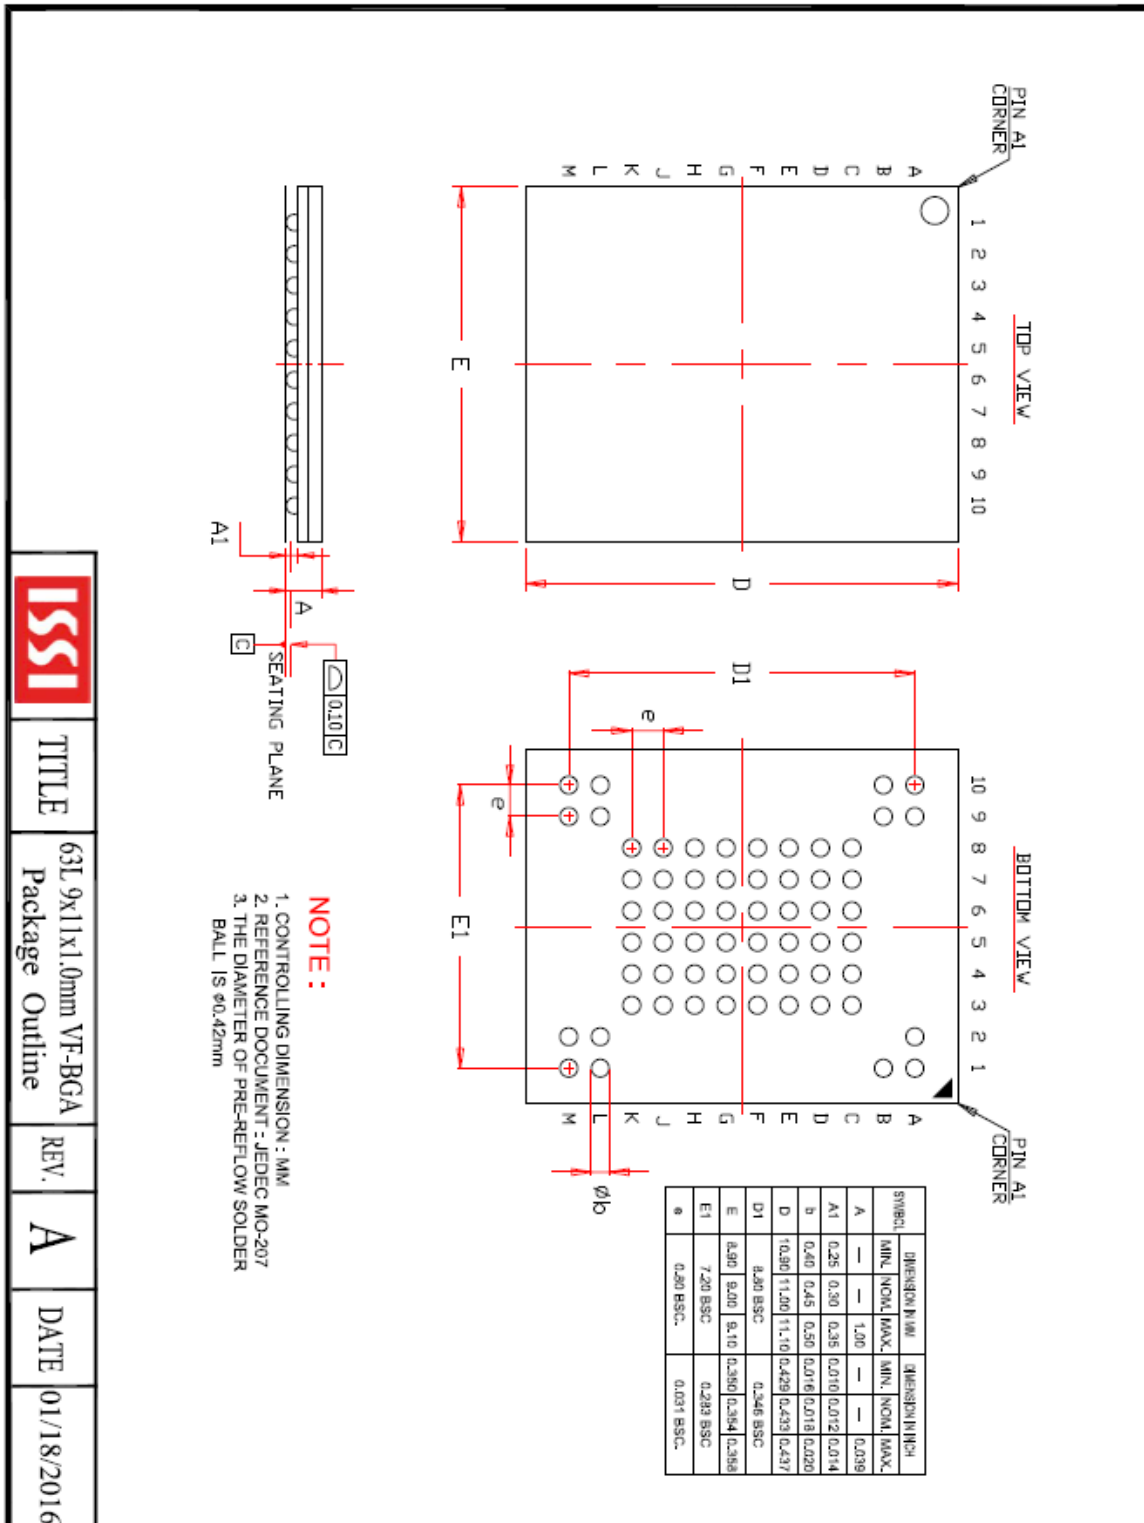 PIN A1
CORNER
TOP VIEW
1 2 3 4 5 6 7 8 9 10
A
B
C
D
E
F
G
H
J
K
L
M
D
E
A1
A
C
0.10 C
SEATING PLANE
PIN A1
CORNER
BOTTOM VIEW
10 9 8 7 6 5 4 3 2 1
A
B
C
D
E
F
G
H
J
K
L
M
D1
e
e
E1
Øb
SYMBOL DIMENSION IN MM DIMENSION IN INCH
MIN. NOM. MAX. MIN. NOM. MAX.
A — — 1.00 — — 0.039
A1 0.25 0.30 0.35 0.010 0.012 0.014
b 0.40 0.45 0.50 0.016 0.018 0.020
D 10.90 11.00 11.10 0.429 0.433 0.437
D1 8.80 BSC 0.346 BSC
E 8.90 9.00 9.10 0.350 0.354 0.358
E1 7.20 BSC 0.283 BSC
e 0.80 BSC. 0.031 BSC.
NOTE :
1. CONTROLLING DIMENSION : MM
2. REFERENCE DOCUMENT : JEDEC MO-207
3. THE DIAMETER OF PRE-REFLOW SOLDER
BALL IS Ø0.42mm
ISSI
TITLE
63L 9x11x1.0mm VF-BGA
Package Outline
REV.
A
DATE
01/18/2016